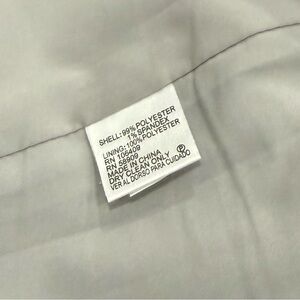 SHELL: 99% POLYESTER
1% SPANDEX
LINING: 100% POLYESTER
RN 106409
RN 58909
MADE IN CHINA
DRY CLEAN ONLY Ⓟ
VER AL DORSO PARA CUIDADO